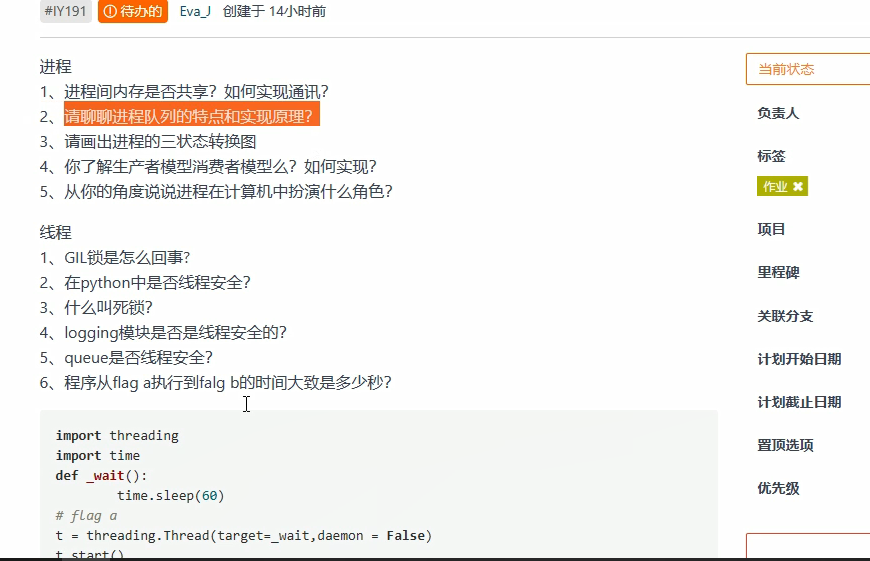 #IY191 待办的 Eva_J 创建于 14小时前
进程
1、进程间内存是否共享？如何实现通讯？
2、请聊聊进程队列的特点和实现原理？
3、请画出进程的三状态转换图
4、你了解生产者模型消费者模型么？如何实现？
5、从你的角度说说进程在计算机中扮演什么角色？
线程
1、GIL锁是怎么回事?
2、在python中是否线程安全？
3、什么叫死锁？
4、logging模块是否是线程安全的？
5、queue是否线程安全？
6、程序从flag a执行到falg b的时间大致是多少秒？
import threading
import time
def _wait():
time.sleep(60)
# flag a
t = threading.Thread(target=_wait,daemon = False)
t.start()
当前状态
负责人
标签
作业 ✖
项目
里程碑
关联分支
计划开始日期
计划截止日期
置顶选项
优先级